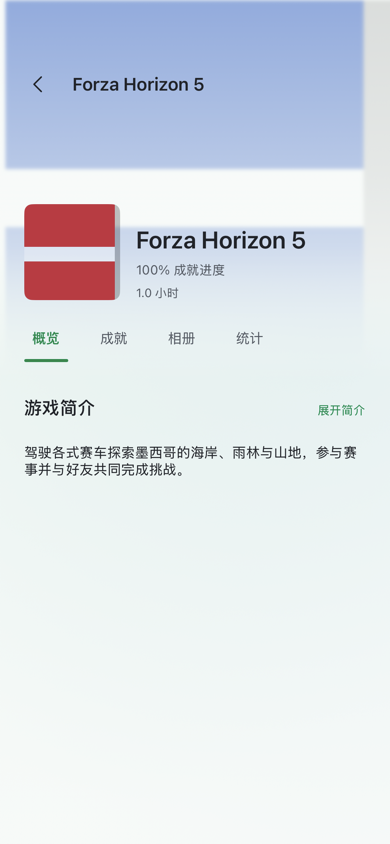 Forza Horizon 5
Forza Horizon 5
100% 成就进度
1.0 小时
概览 成就 相册 统计
游戏简介 展开简介
驾驶各式赛车探索墨西哥的海岸、雨林与山地，参与赛
事并与好友共同完成挑战。